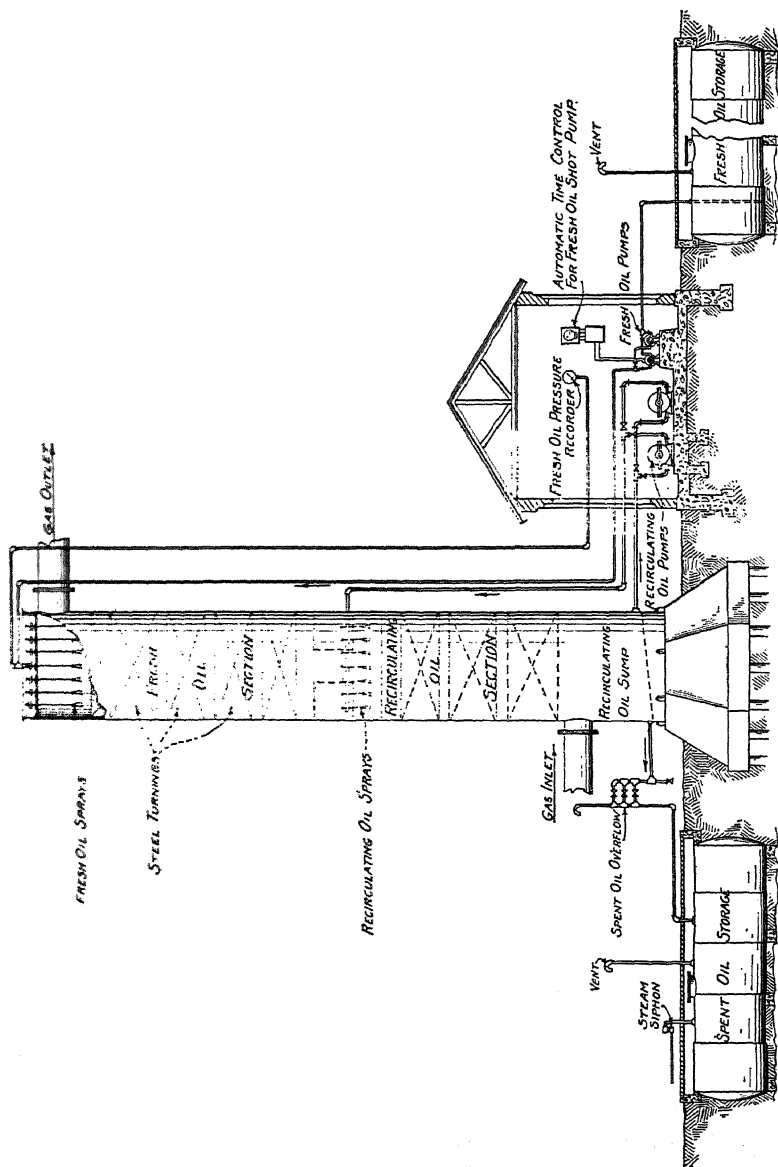 GAS OUTLET
FRESH OIL SPRAYS
FRESH
OIL
SECTION
STEEL TURNINGS
RECIRCULATING OIL SPRAYS
RECIRCULATING
OIL
SECTION
GAS INLET
RECIRCULATING
OIL SUMP
SPENT OIL OVERFLOW
VENT
STEAM
SIPHON
SPENT OIL STORAGE
FRESH OIL PRESSURE
RECORDER
AUTOMATIC TIME CONTROL
FOR FRESH OIL SHOT PUMP.
FRESH OIL PUMPS
RECIRCULATING
OIL PUMPS
VENT
FRESH OIL STORAGE